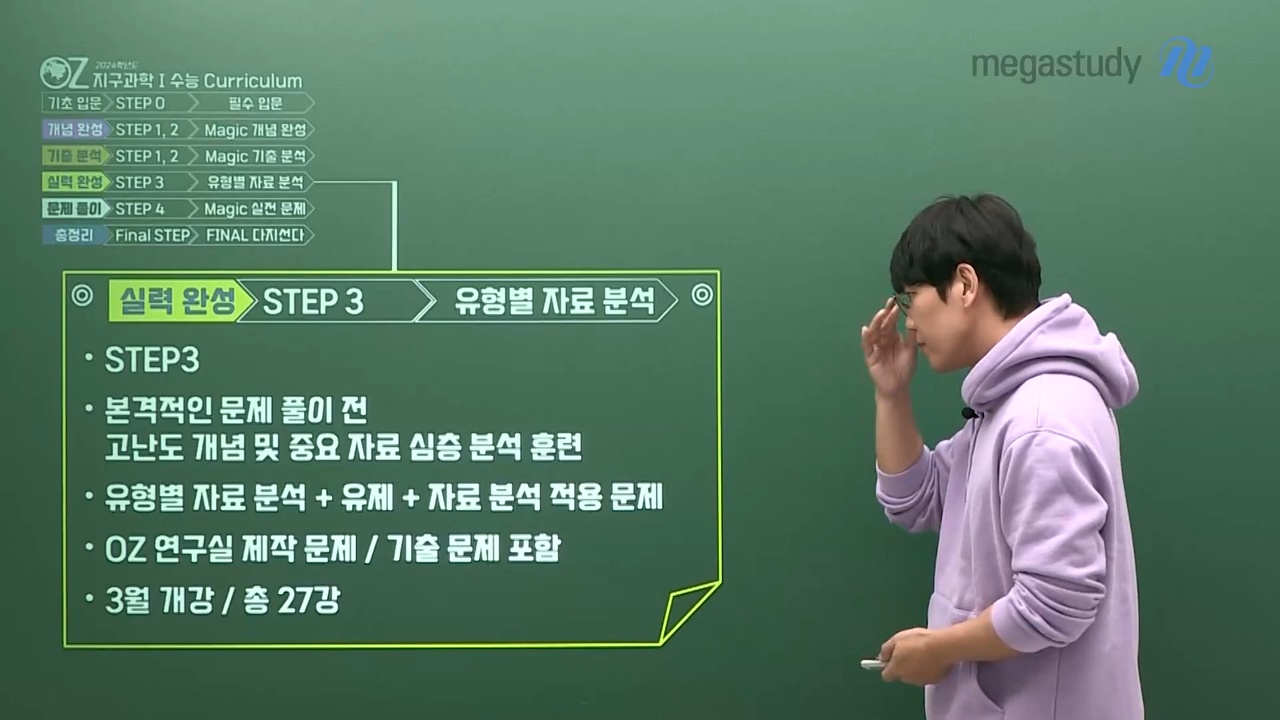 megastudy
OZ 2024학년도
지구과학 I 수능 Curriculum
기초 입문 STEP 0 필수 입문
개념 완성 STEP 1, 2 Magic 개념 완성
기출 분석 STEP 1, 2 Magic 기출 분석
실력 완성 STEP 3 유형별 자료 분석
문제 풀이 STEP 4 Magic 실전 문제
총정리 Final STEP FINAL 다지선다
실력 완성 STEP 3 유형별 자료 분석
• STEP3
• 본격적인 문제 풀이 전
고난도 개념 및 중요 자료 심층 분석 훈련
• 유형별 자료 분석 + 유제 + 자료 분석 적용 문제
• OZ 연구실 제작 문제 / 기출 문제 포함
• 3월 개강 / 총 27강